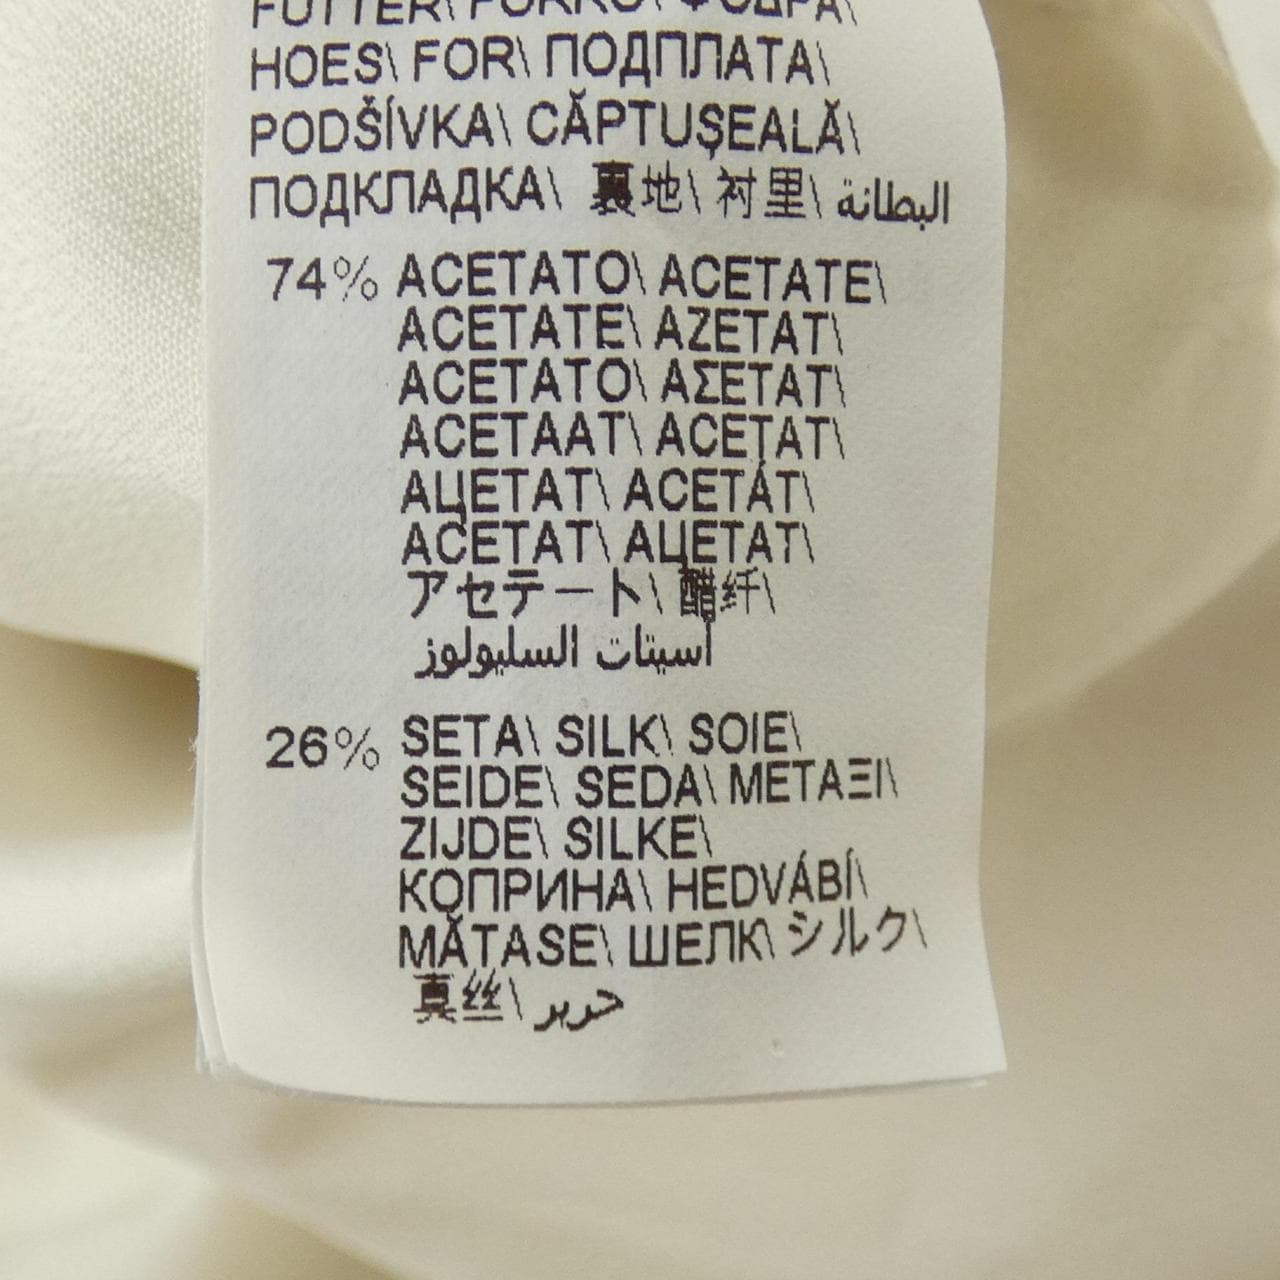 FUTTER\ FORRO\ ΦΟΔΡΑ\
HOES\ FOR\ ПОДПЛАТА\
PODŠÍVKA\ CĂPTUȘEALĂ\
ПОДКЛАДКА\ 裏地\ 衬里\ البطانة
74% ACETATO\ ACETATE\
ACETATE\ AZETAT\
ACETATO\ ΑΣΕΤΑΤ\
ACETAAT\ ACETAT\
АЦЕТАТ\ ACETÁT\
ACETAT\ АЦЕТАТ\
アセテート\ 醋纤\
أسيتات السليولوز
26% SETA\ SILK\ SOIE\
SEIDE\ SEDA\ ΜΕΤΑΞΙ\
ZIJDE\ SILKE\
КОПРИНА\ HEDVÁBÍ\
MĂTASE\ ШЕЛК\ シルク\
真丝\ حرير